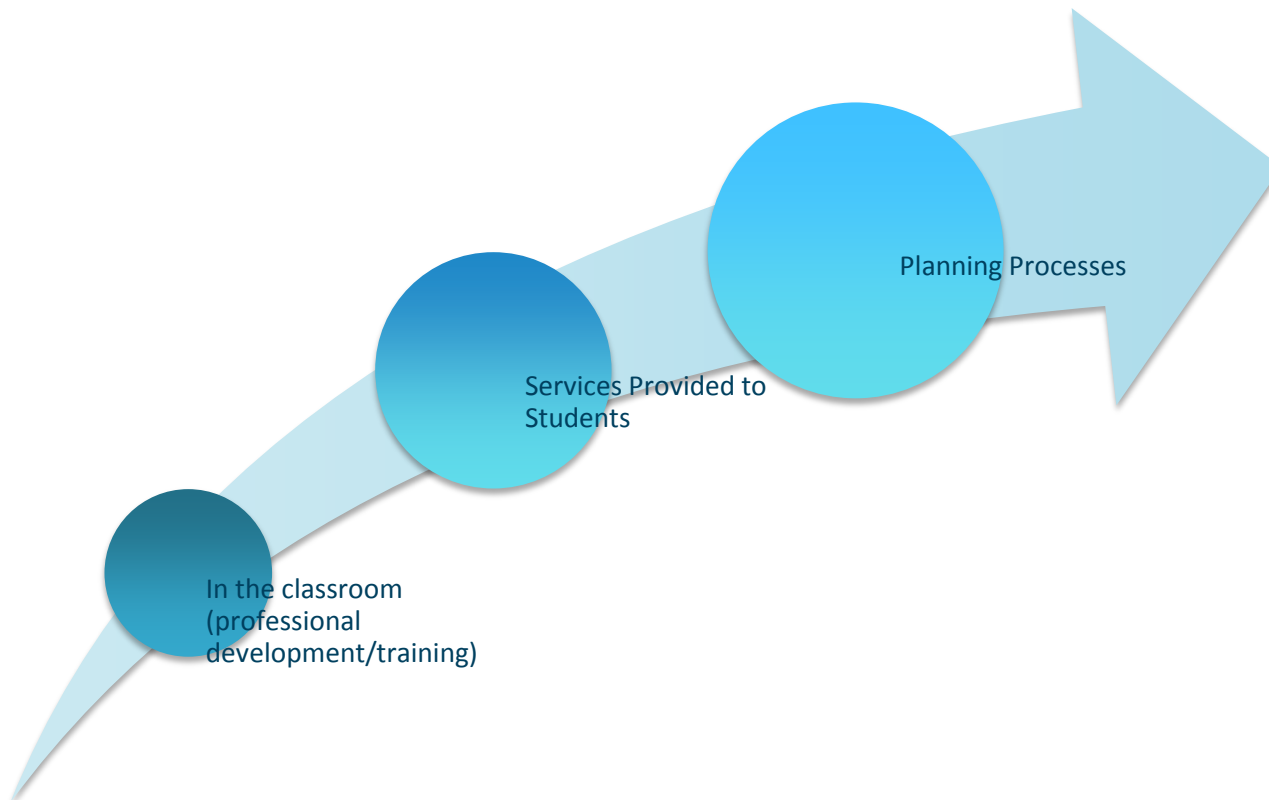 Planning Processes
Services Provided to
Students
In the classroom
(professional
development/training)